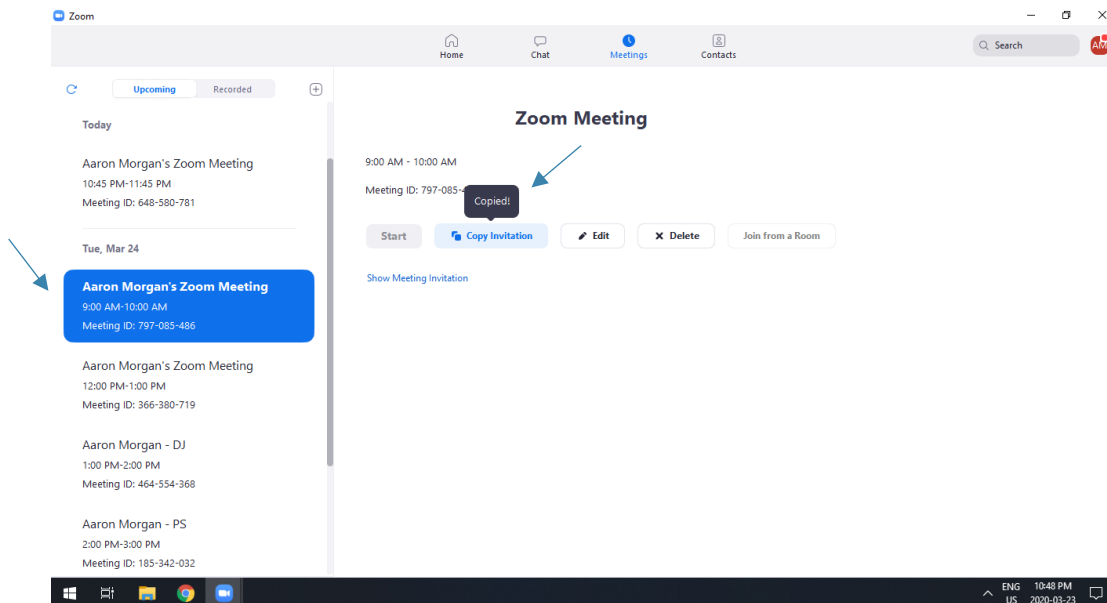 Zoom
Home
Chat
Meetings
Contacts
Search
AM
Upcoming
Recorded
Today
Aaron Morgan's Zoom Meeting
10:45 PM-11:45 PM
Meeting ID: 648-580-781
Tue, Mar 24
Aaron Morgan's Zoom Meeting
9:00 AM-10:00 AM
Meeting ID: 797-085-486
Aaron Morgan's Zoom Meeting
12:00 PM-1:00 PM
Meeting ID: 366-380-719
Aaron Morgan - DJ
1:00 PM-2:00 PM
Meeting ID: 464-554-368
Aaron Morgan - PS
2:00 PM-3:00 PM
Meeting ID: 185-342-032
Zoom Meeting
9:00 AM - 10:00 AM
Meeting ID: 797-085-
Copied!
Start
Copy Invitation
Edit
Delete
Join from a Room
Show Meeting Invitation
ENG
US
10:48 PM
2020-03-23